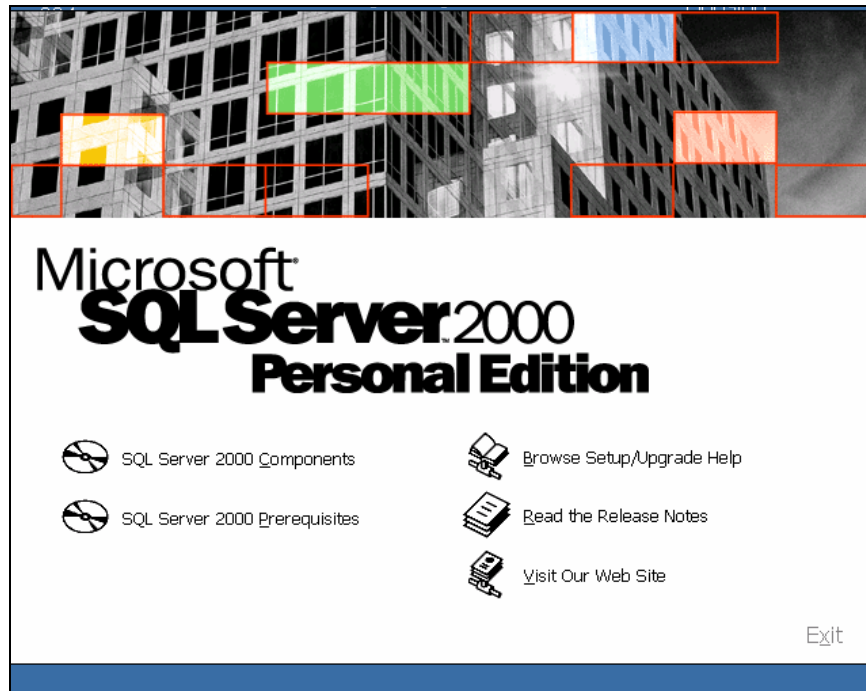 Microsoft®
SQL Server™ 2000
Personal Edition
SQL Server 2000 Components
Browse Setup/Upgrade Help
SQL Server 2000 Prerequisites
Read the Release Notes
Visit Our Web Site
Exit